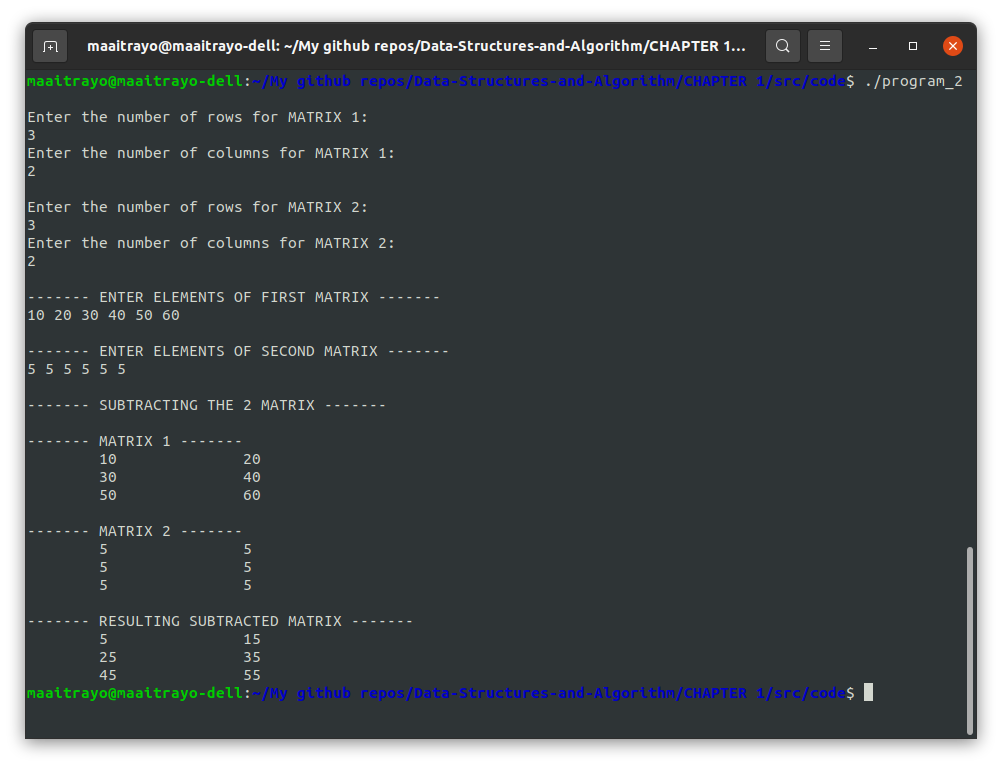 maaitrayo@maaitrayo-dell: ~/My github repos/Data-Structures-and-Algorithm/CHAPTER 1...
maaitrayo@maaitrayo-dell:~/My github repos/Data-Structures-and-Algorithm/CHAPTER 1/src/code$ ./program_2
Enter the number of rows for MATRIX 1:
3
Enter the number of columns for MATRIX 1:
2
Enter the number of rows for MATRIX 2:
3
Enter the number of columns for MATRIX 2:
2
------- ENTER ELEMENTS OF FIRST MATRIX -------
10 20 30 40 50 60
------- ENTER ELEMENTS OF SECOND MATRIX -------
5 5 5 5 5 5
------- SUBTRACTING THE 2 MATRIX -------
------- MATRIX 1 -------
10 20
30 40
50 60
------- MATRIX 2 -------
5 5
5 5
5 5
------- RESULTING SUBTRACTED MATRIX -------
5 15
25 35
45 55
maaitrayo@maaitrayo-dell:~/My github repos/Data-Structures-and-Algorithm/CHAPTER 1/src/code$